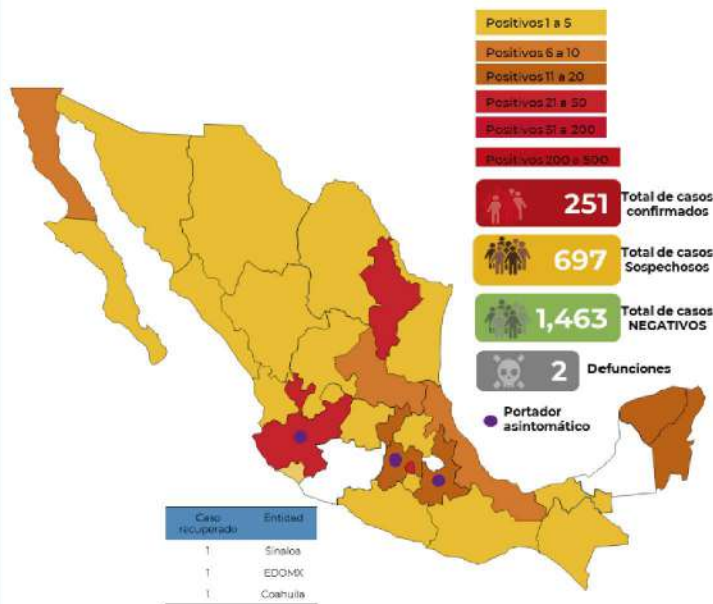 Positivos 1 a 5
Positivos 6 a 10
Positivos 11 a 20
Positivos 21 a 50
Positivos 51 a 200
Positivos 200 a 500
251 Total de casos
confirmados
697 Total de casos
Sospechosos
1,463 Total de casos
NEGATIVOS
2 Defunciones
Portador
asintomático
Caso
recuperado Entidad
1 Sinaloa
1 EDOMX
1 Coahuila